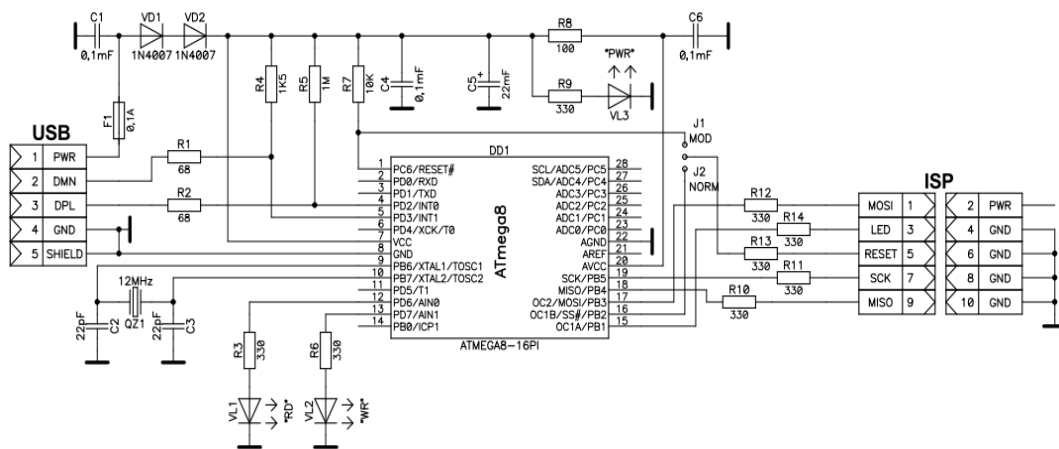 C1
0,1mF
VD1
1N4007
VD2
1N4007
R4
1K5
R5
1M
R7
10K
C4
0,1mF
C5
+
22mF
R8
100
R9
330
"PWR"
VL3
C6
0,1mF
F1
0,1A
USB
1 PWR
2 DMN
3 DPL
4 GND
5 SHIELD
R1
68
R2
68
12MHz
QZ1
22pF
C2
22pF
C3
R3
330
R6
330
VL1
"RD"
VL2
"WR"
DD1
ATmega8
ATMEGA8-16PI
1 PC6/RESET#
2 PD0/RXD
3 PD1/TXD
4 PD2/INT0
5 PD3/INT1
6 PD4/XCK/T0
7 VCC
8 GND
9 PB6/XTAL1/TOSC1
10 PB7/XTAL2/TOSC2
11 PD5/T1
12 PD6/AIN0
13 PD7/AIN1
14 PB0/ICP1
SCL/ADC5/PC5 28
SDA/ADC4/PC4 27
ADC3/PC3 26
ADC2/PC2 25
ADC1/PC1 24
ADC0/PC0 23
AGND 22
AREF 21
AVCC 20
SCK/PB5 19
MISO/PB4 18
OC2/MOSI/PB3 17
OC1B/SS#/PB2 16
OC1A/PB1 15
J1
MOD
J2
NORM
R12
330
R14
330
R13
330
R11
330
R10
330
ISP
MOSI 1
LED 3
RESET 5
SCK 7
MISO 9
2 PWR
4 GND
6 GND
8 GND
10 GND